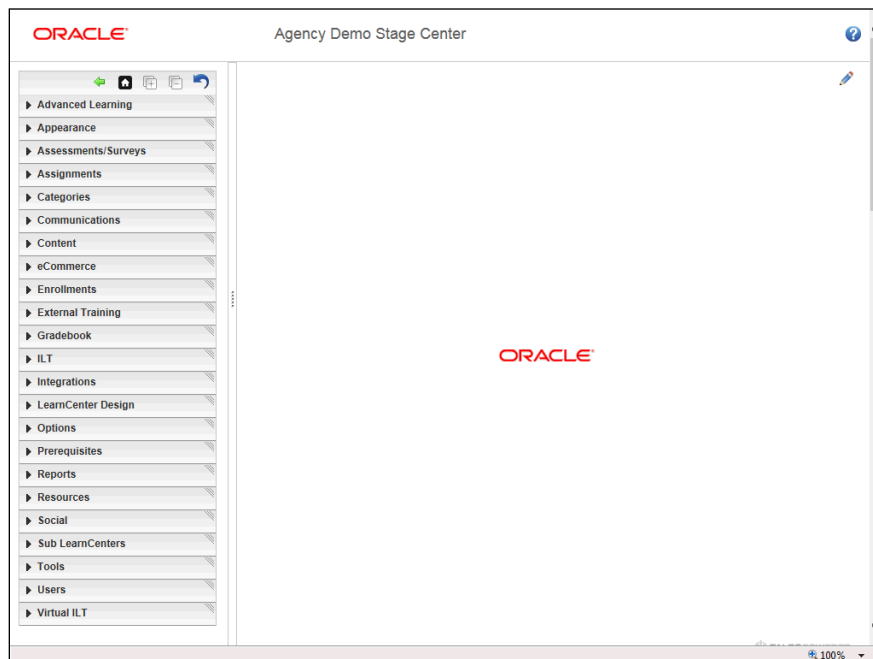 ORACLE
Agency Demo Stage Center
Advanced Learning
Appearance
Assessments/Surveys
Assignments
Categories
Communications
Content
eCommerce
Enrollments
External Training
Gradebook
ILT
Integrations
LearnCenter Design
Options
Prerequisites
Reports
Resources
Social
Sub LearnCenters
Tools
Users
Virtual ILT
ORACLE
100%